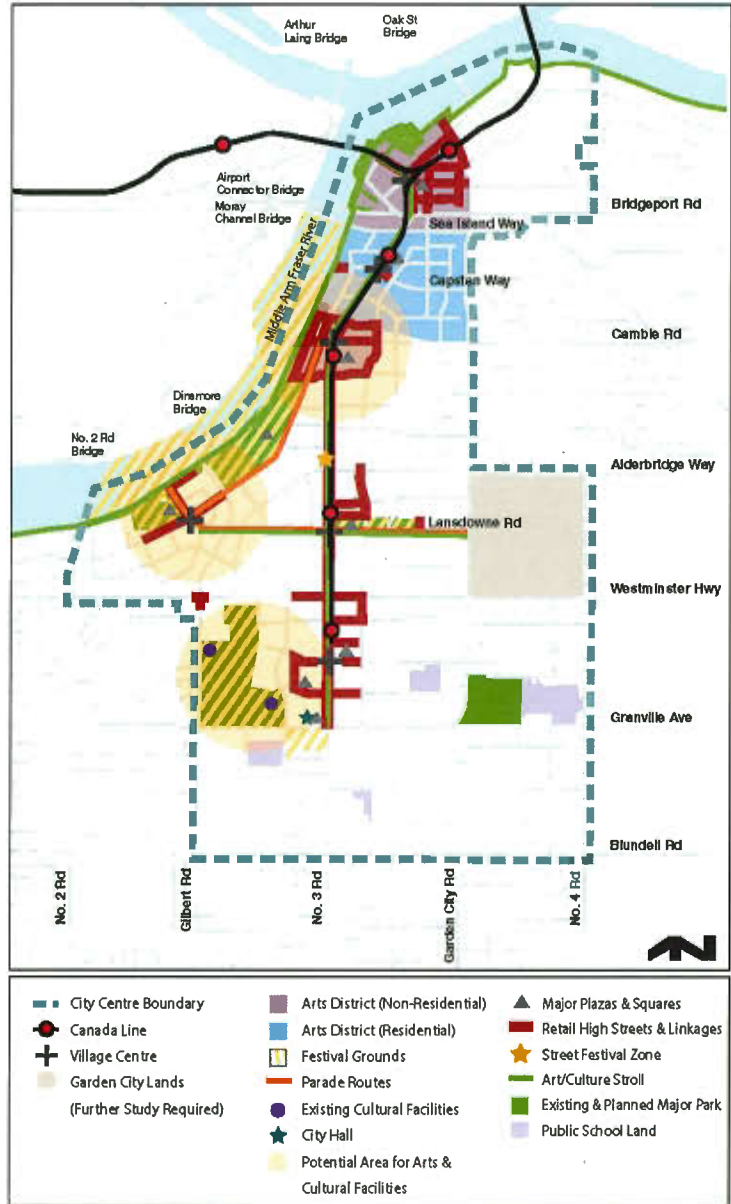 Arthur
Laing Bridge
Oak St
Bridge
Airport
Connector Bridge
Moray
Channel Bridge
Bridgeport Rd
Sea Island Way
Capstan Way
Middle Arm Fraser River
Cambie Rd
Dinsmore
Bridge
No. 2 Rd
Bridge
Alderbridge Way
Lansdowne Rd
Westminster Hwy
Granville Ave
Blundell Rd
No. 2 Rd
Gilbert Rd
No. 3 Rd
Garden City Rd
No. 4 Rd
N
City Centre Boundary
Canada Line
Village Centre
Garden City Lands
(Further Study Required)
Arts District (Non-Residential)
Arts District (Residential)
Festival Grounds
Parade Routes
Existing Cultural Facilities
City Hall
Potential Area for Arts &
Cultural Facilities
Major Plazas & Squares
Retail High Streets & Linkages
Street Festival Zone
Art/Culture Stroll
Existing & Planned Major Park
Public School Land